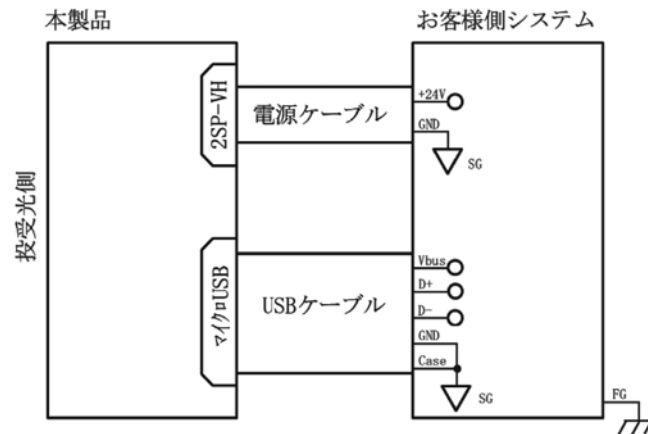 本製品
お客様側システム
投受光側
2SP-VH
電源ケーブル
+24V
GND
SG
マイクロUSB
USBケーブル
Vbus
D+
D-
GND
Case
SG
FG